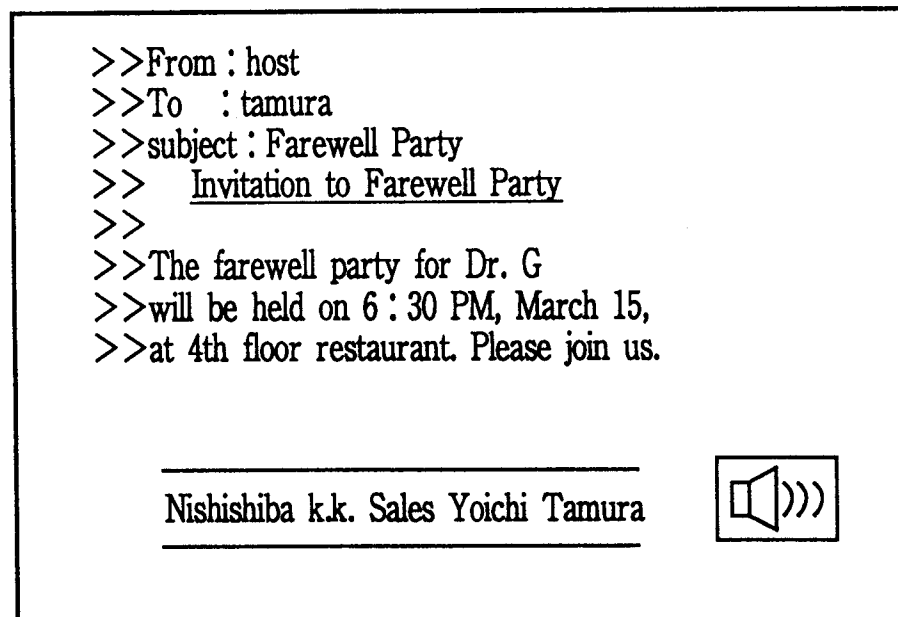 >>From : host
>>To : tamura
>>subject : Farewell Party
>> Invitation to Farewell Party
>>
>>The farewell party for Dr. G
>>will be held on 6 : 30 PM, March 15,
>>at 4th floor restaurant. Please join us.
Nishishiba k.k. Sales Yoichi Tamura